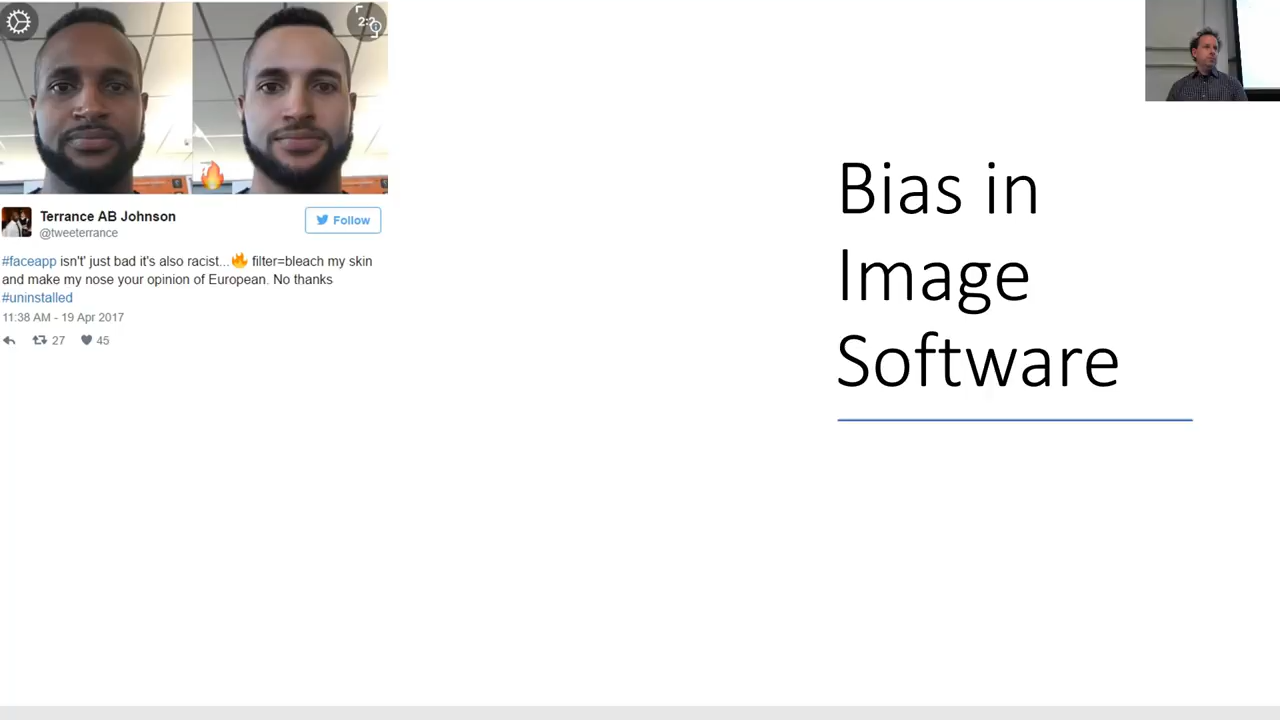 2:2
Terrance AB Johnson
@tweeterrance
Follow
#faceapp isn't' just bad it's also racist...🔥 filter=bleach my skin
and make my nose your opinion of European. No thanks
#uninstalled
11:38 AM - 19 Apr 2017
27 45
Bias in
Image
Software